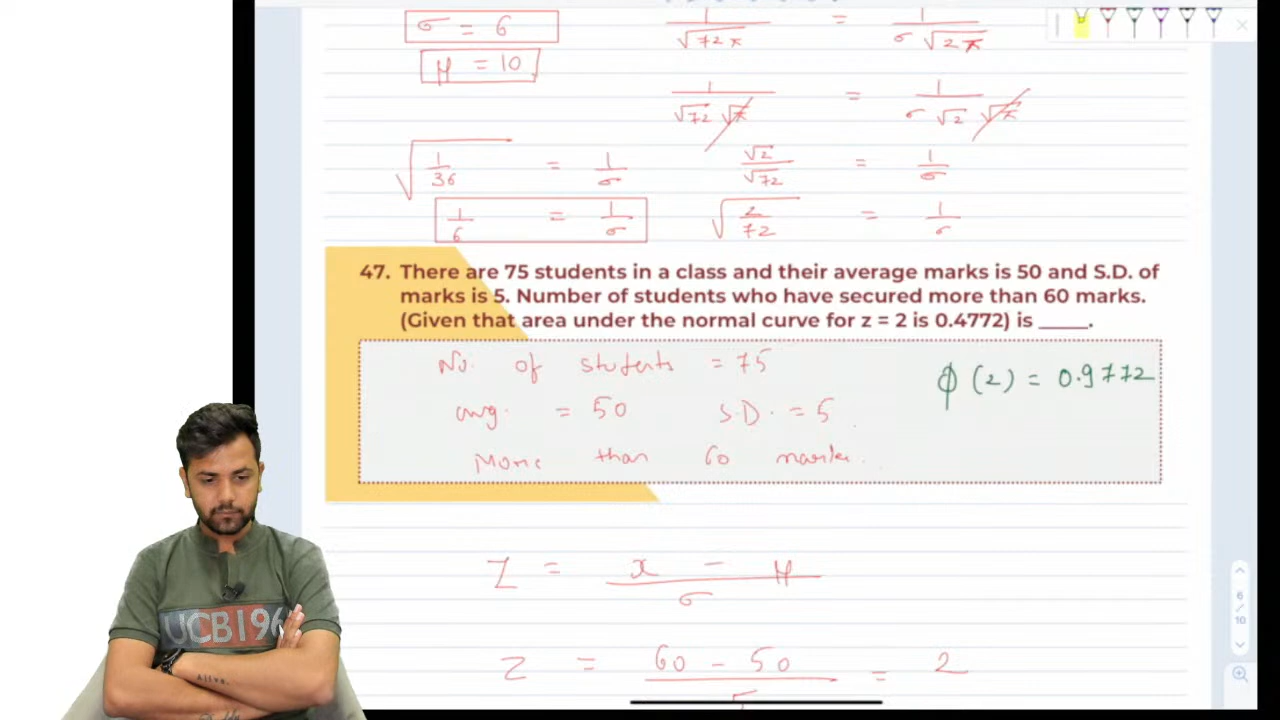 σ = 6
1/√72π = 1/σ√2π
μ = 10
1/√72 √π = 1/σ √2 √π
√1/36 = 1/σ
√2/√72 = 1/σ
1/6 = 1/σ
√2/72 = 1/σ
47. There are 75 students in a class and their average marks is 50 and S.D. of
marks is 5. Number of students who have secured more than 60 marks.
(Given that area under the normal curve for z = 2 is 0.4772) is _____.
No. of students = 75
ϕ (2) = 0.9772
avg. = 50 S.D. = 5
More than 60 marks.
Z = x - μ / σ
Z = 60 - 50 / 5 = 2
UCB196
Alive.
6
/
10